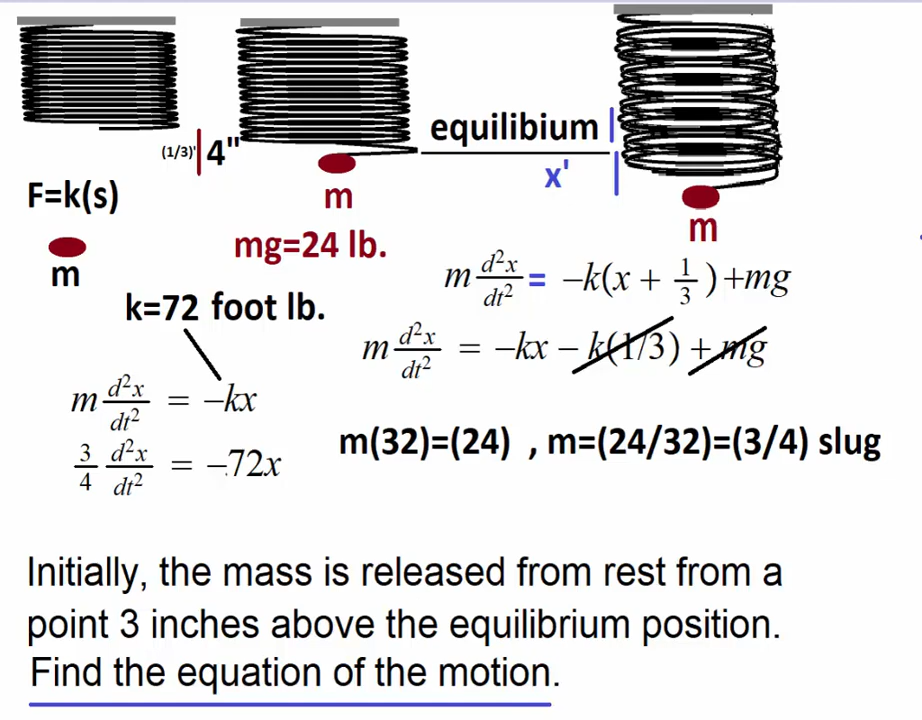 (1/3)' 4"
equilibium
x'
F=k(s)
m
m
m
mg=24 lb.
k=72 foot lb.
m d²x/dt² = -k(x + 1/3)+mg
m d²x/dt² = -kx - k(1/3) + mg
m d²x/dt² = -kx
3/4 d²x/dt² = -72x
m(32)=(24) , m=(24/32)=(3/4) slug
Initially, the mass is released from rest from a
point 3 inches above the equilibrium position.
Find the equation of the motion.